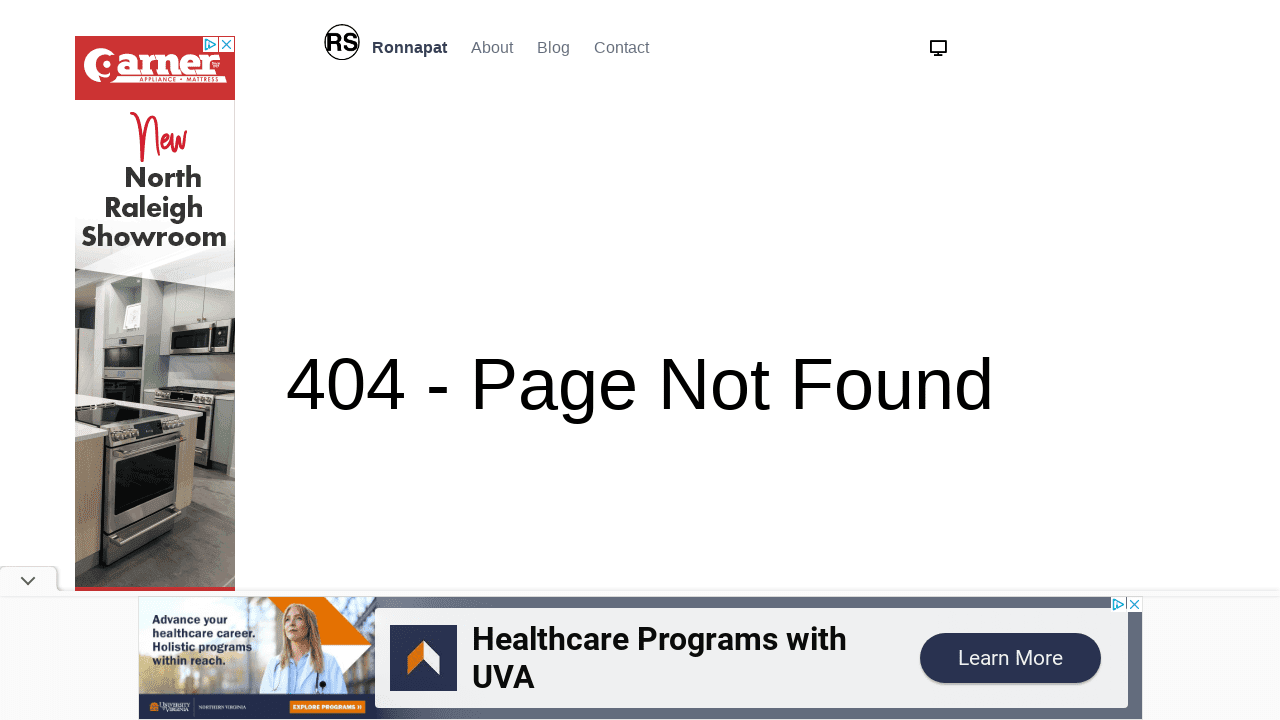 RS
Ronnapat About Blog Contact
Garner
APPLIANCE • MATTRESS
New
North
Raleigh
Showroom
404 - Page Not Found
Advance your
healthcare career.
Holistic programs
within reach.
UNIVERSITY
VIRGINIA
NORTHERN VIRGINIA
EXPLORE PROGRAMS
Healthcare Programs with
UVA
Learn More